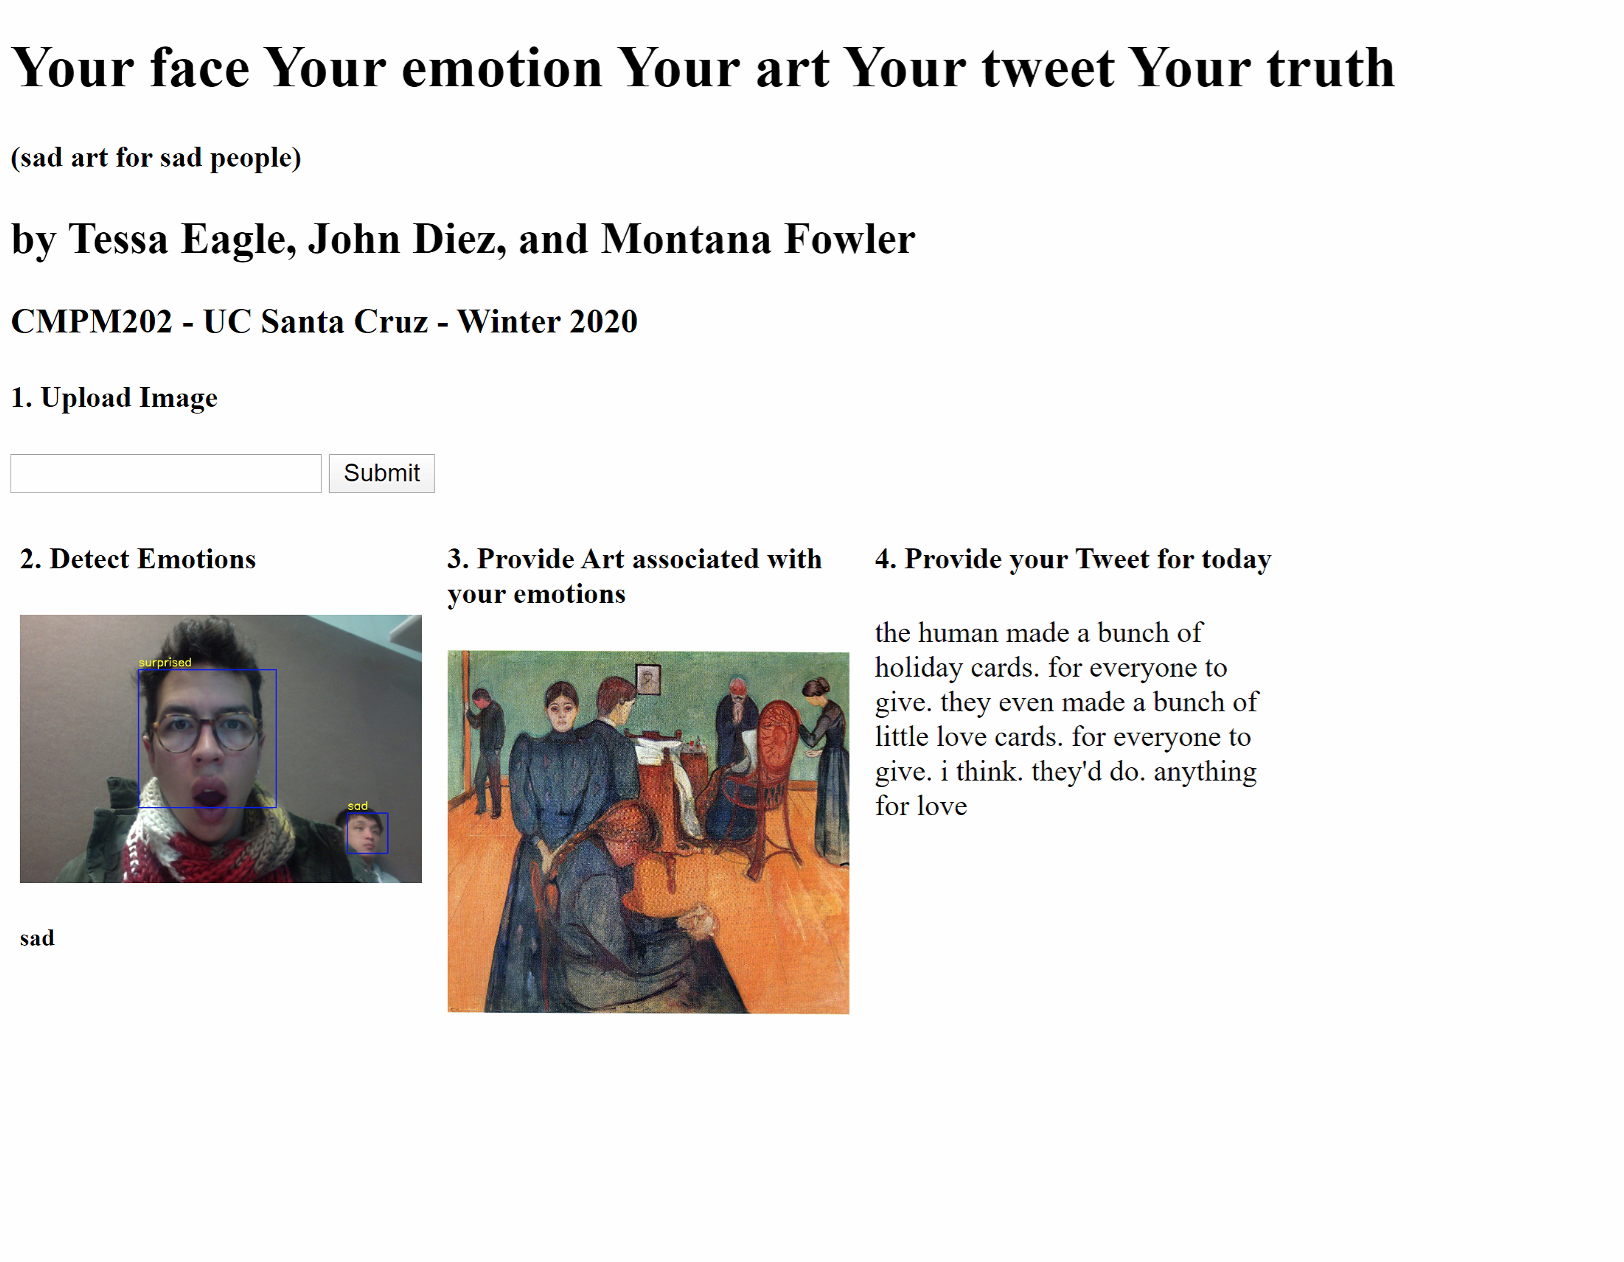 Your face Your emotion Your art Your tweet Your truth
(sad art for sad people)
by Tessa Eagle, John Diez, and Montana Fowler
CMPM202 - UC Santa Cruz - Winter 2020
1. Upload Image
Submit
2. Detect Emotions
surprised
sad
sad
3. Provide Art associated with
your emotions
4. Provide your Tweet for today
the human made a bunch of
holiday cards. for everyone to
give. they even made a bunch of
little love cards. for everyone to
give. i think. they'd do. anything
for love